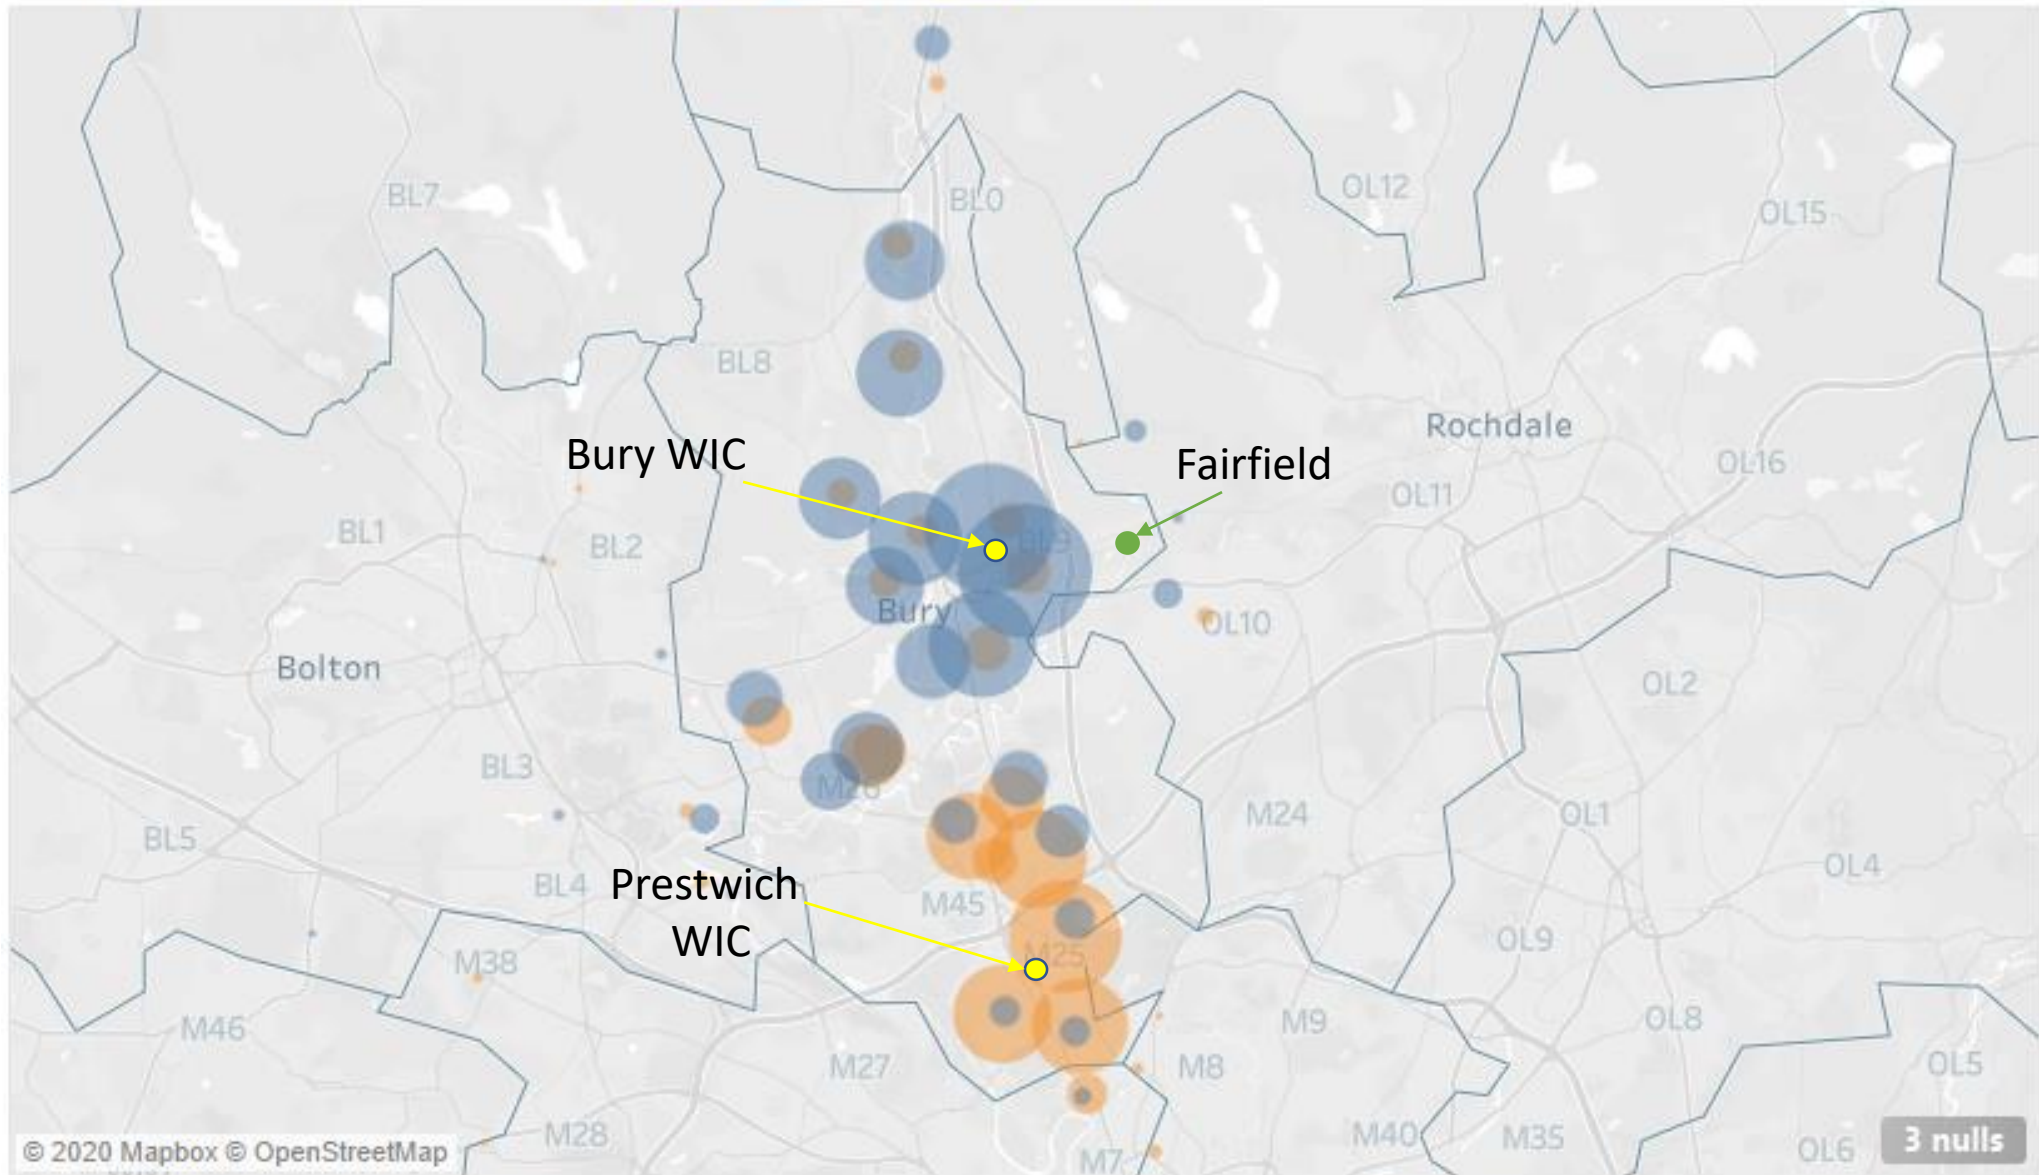 BL7
BL0
OL12
OL15
BL8
Rochdale
Bury WIC
Fairfield
OL16
OL11
BL1
BL2
BL9
Bury
OL10
Bolton
OL2
BL3
M26
M24
OL1
BL5
OL4
BL4
Prestwich
WIC
M45
OL9
M25
M38
M46
M9
OL8
M27
M8
OL5
M28
M40
M35
OL6
3 nulls
© 2020 Mapbox © OpenStreetMap
M7